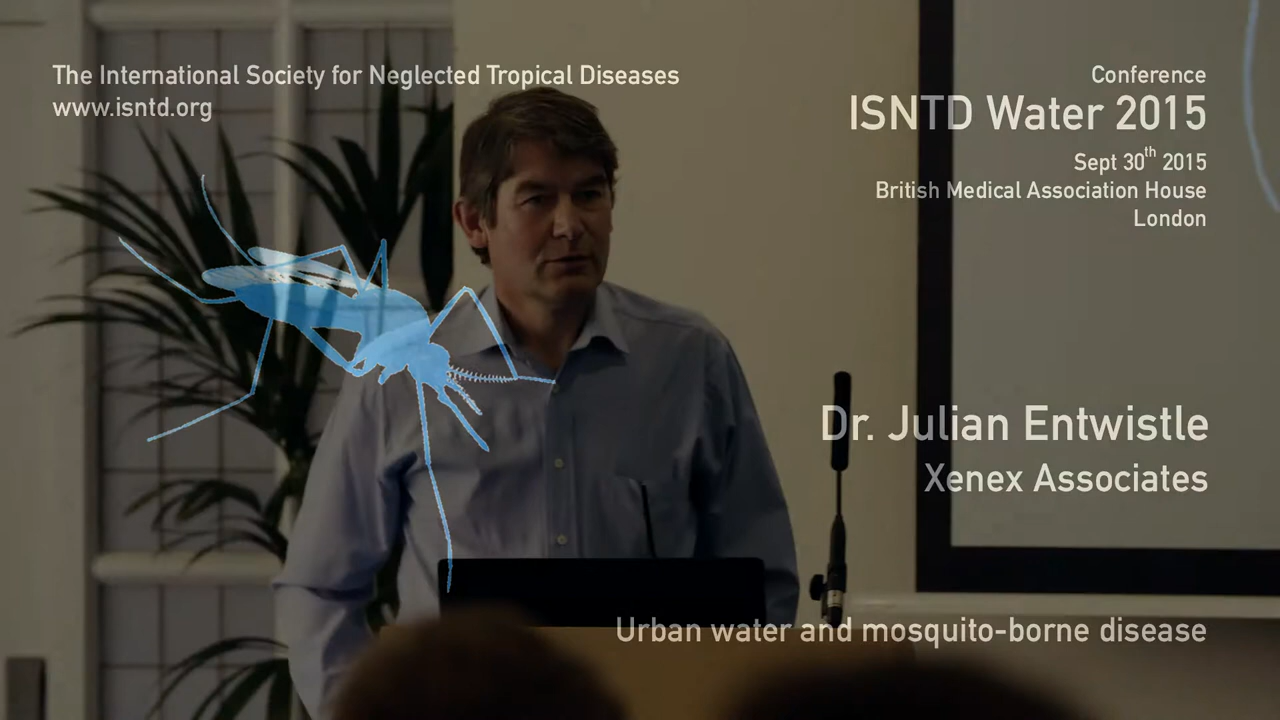 The International Society for Neglected Tropical Diseases
www.isntd.org
Conference
ISNTD Water 2015
Sept 30th 2015
British Medical Association House
London
Dr. Julian Entwistle
Xenex Associates
Urban water and mosquito-borne disease